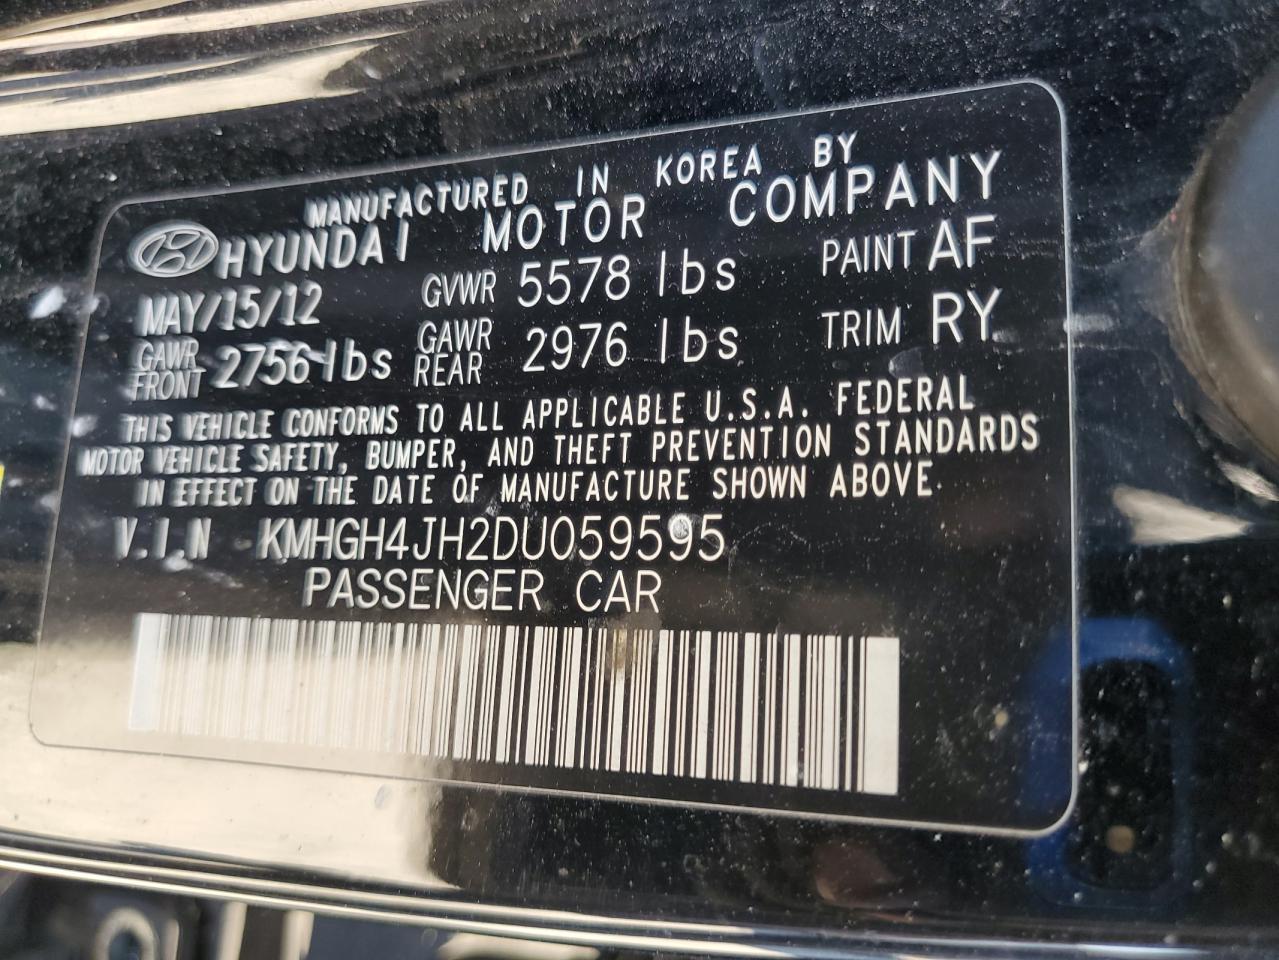 MANUFACTURED IN KOREA BY
HYUNDAI MOTOR COMPANY
MAY/15/12 GVWR 5578 lbs PAINT AF
GAWR FRONT 2756 lbs GAWR REAR 2976 lbs TRIM RY
THIS VEHICLE CONFORMS TO ALL APPLICABLE U.S.A. FEDERAL
MOTOR VEHICLE SAFETY, BUMPER, AND THEFT PREVENTION STANDARDS
IN EFFECT ON THE DATE OF MANUFACTURE SHOWN ABOVE.
V.I.N KMHGH4JH2DU059595
PASSENGER CAR